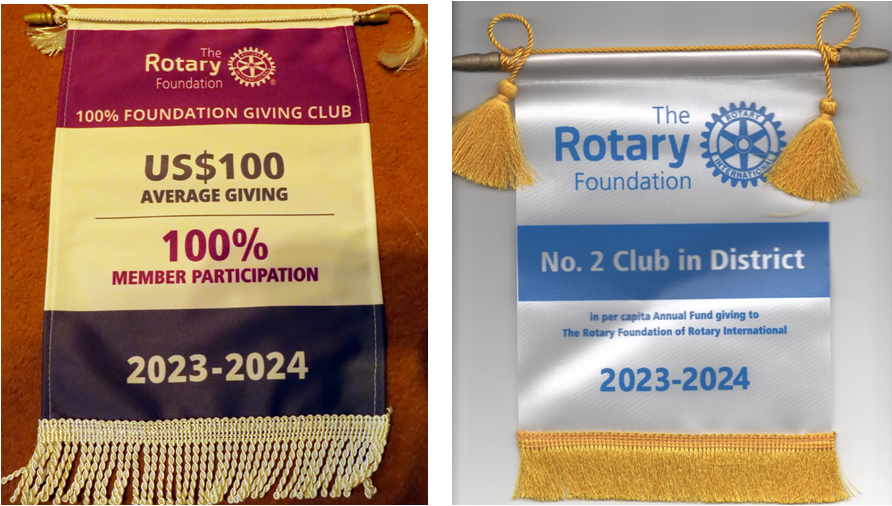 The
Rotary
Foundation
100% FOUNDATION GIVING CLUB
US$100
AVERAGE GIVING
100%
MEMBER PARTICIPATION
2023-2024
The
Rotary
Foundation
ROTARY
INTERNATIONAL
No. 2 Club in District
in per capita Annual Fund giving to
The Rotary Foundation of Rotary International
2023-2024